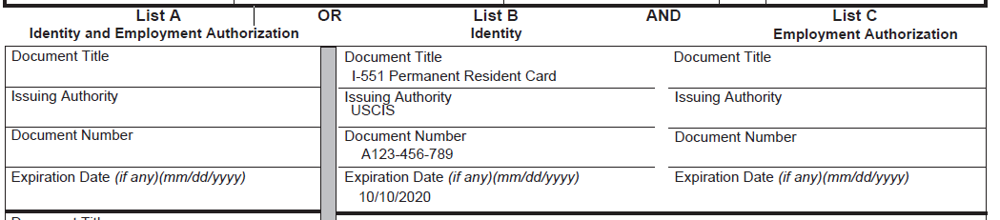 List A OR List B AND List C
Identity and Employment Authorization Identity Employment Authorization
Document Title
Issuing Authority
Document Number
Expiration Date (if any)(mm/dd/yyyy)
Document Title
I-551 Permanent Resident Card
Issuing Authority
USCIS
Document Number
A123-456-789
Expiration Date (if any)(mm/dd/yyyy)
10/10/2020
Document Title
Issuing Authority
Document Number
Expiration Date (if any)(mm/dd/yyyy)